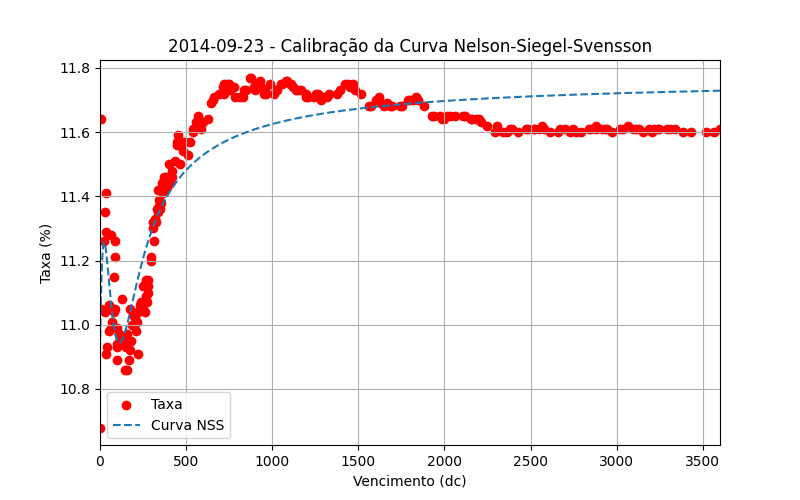 2014-09-23 - Calibração da Curva Nelson-Siegel-Svensson
Taxa (%)
11.8
11.6
11.4
11.2
11.0
10.8
Taxa
Curva NSS
0 500 1000 1500 2000 2500 3000 3500
Vencimento (dc)